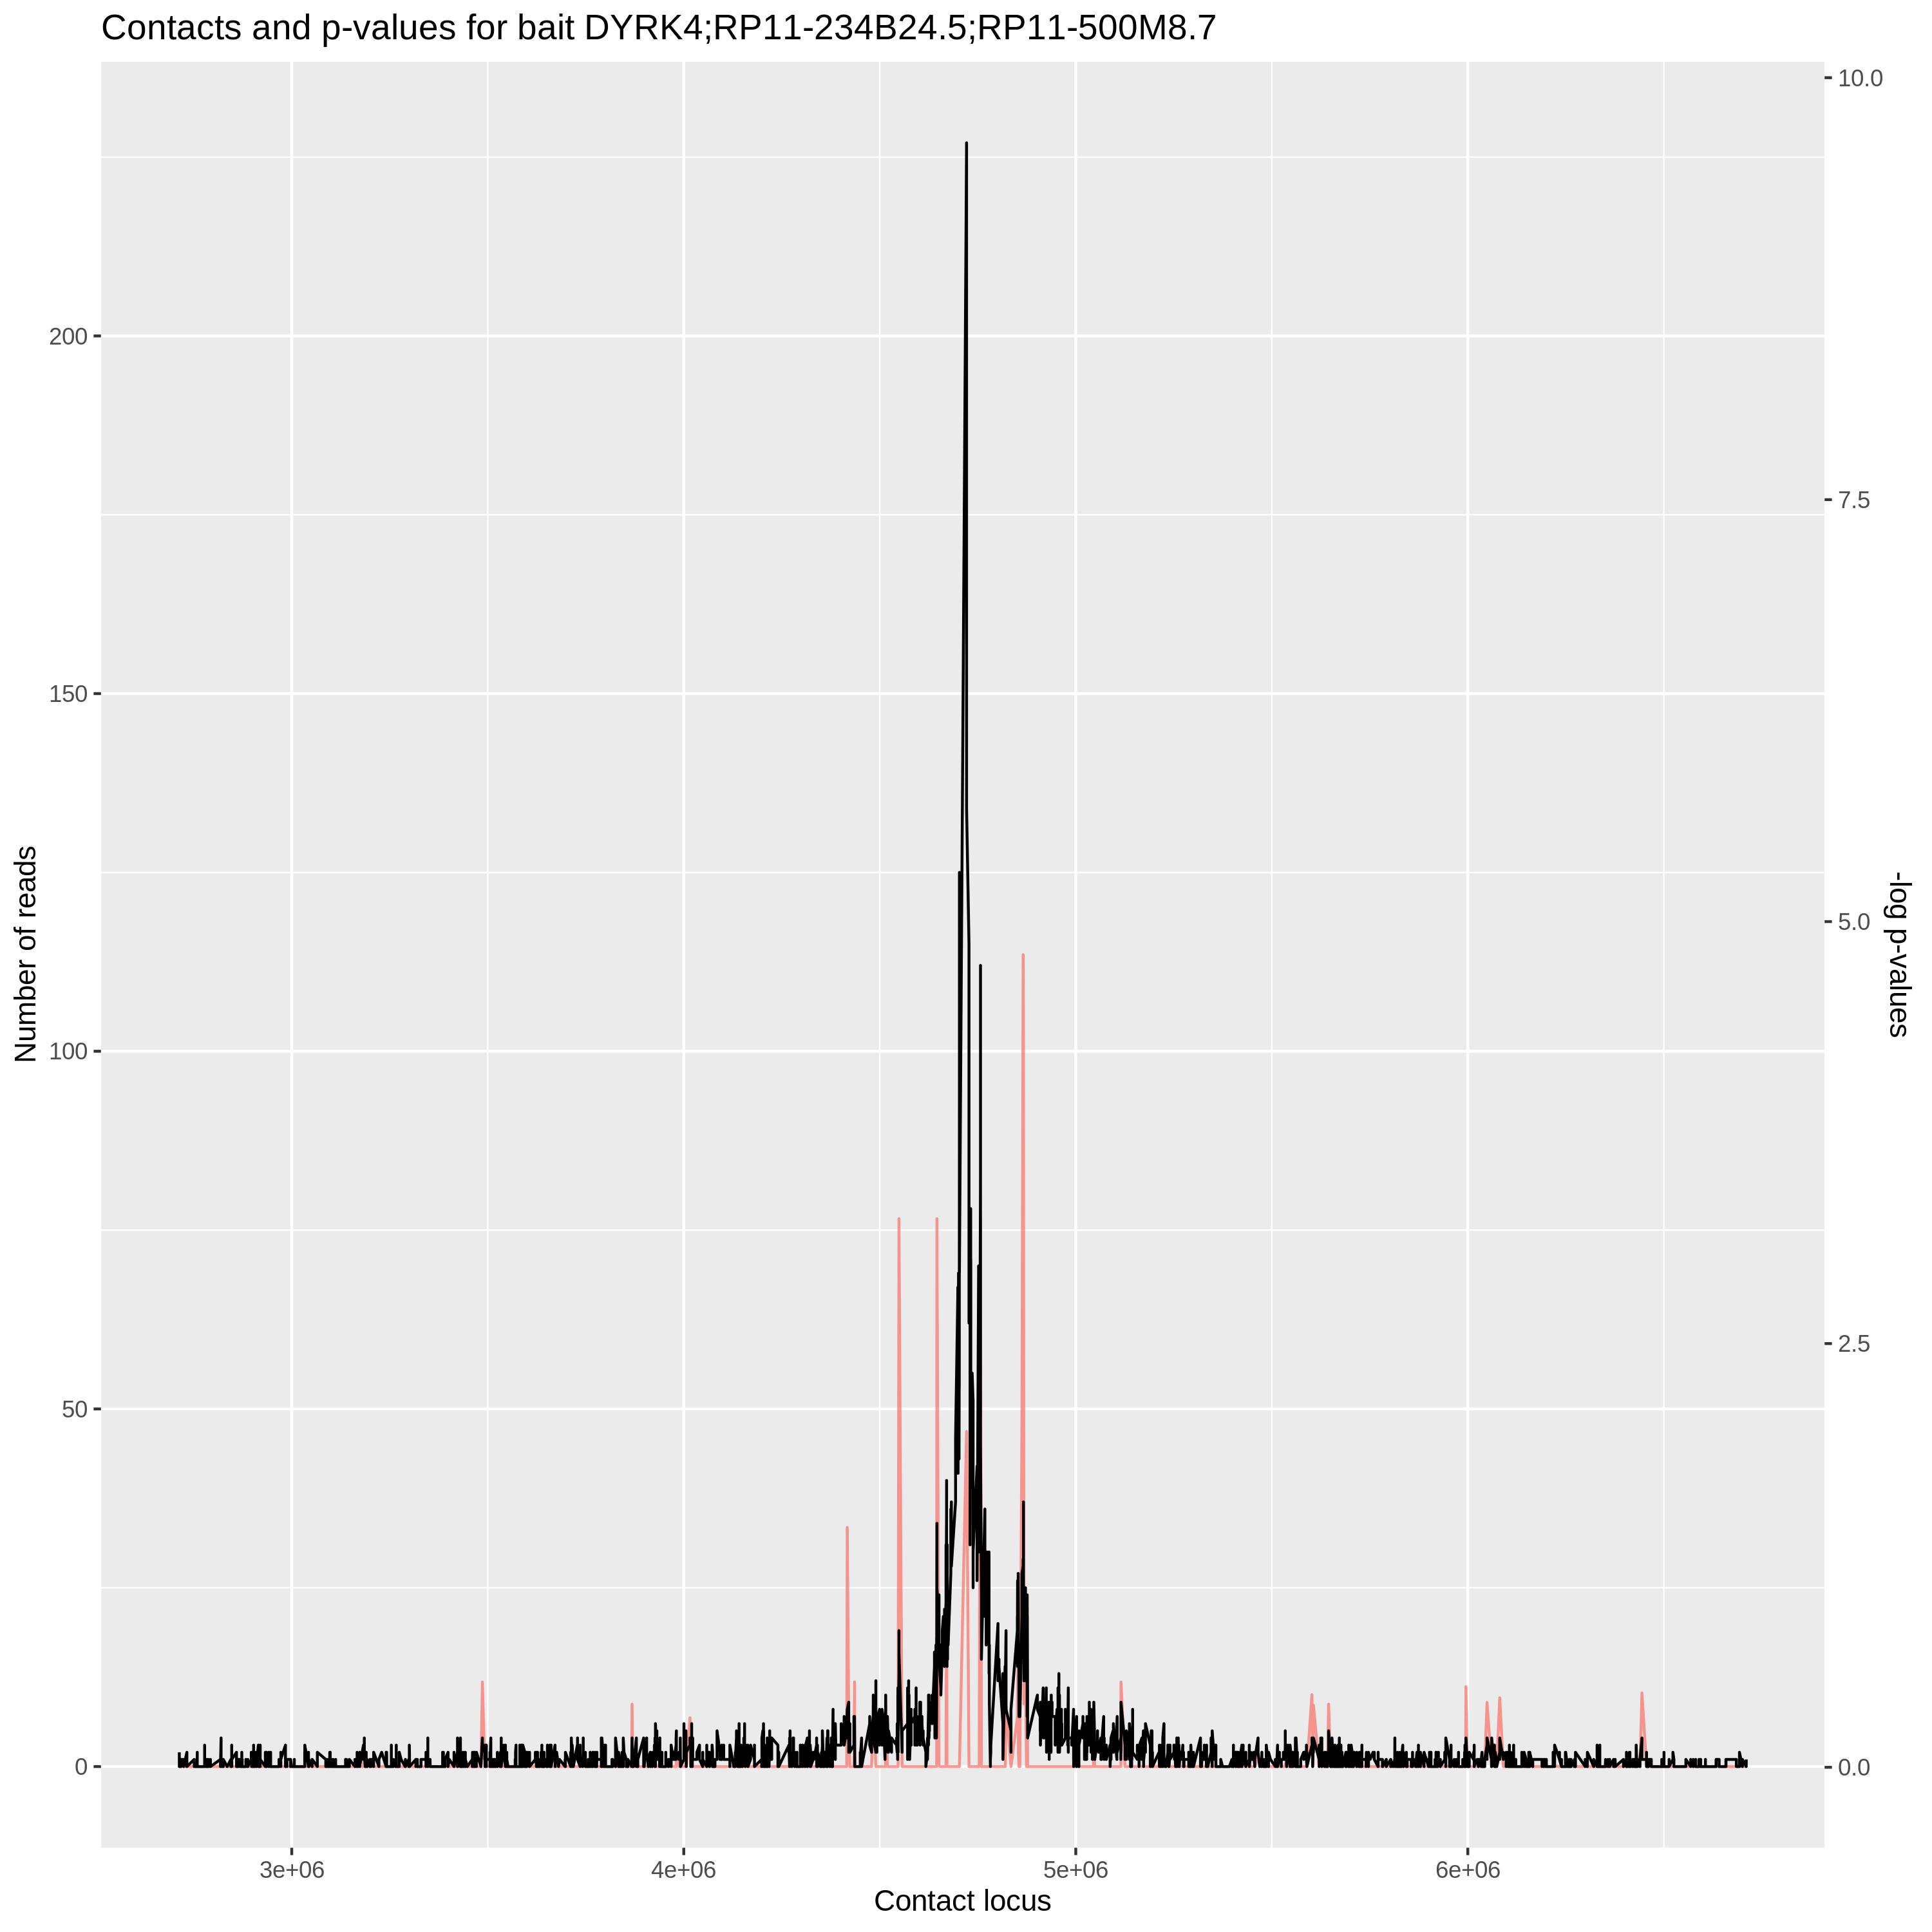 Contacts and p-values for bait DYRK4;RP11-234B24.5;RP11-500M8.7
Number of reads
200
150
100
50
0
10.0
7.5
5.0
2.5
0.0
-log p-values
3e+06
4e+06
5e+06
6e+06
Contact locus